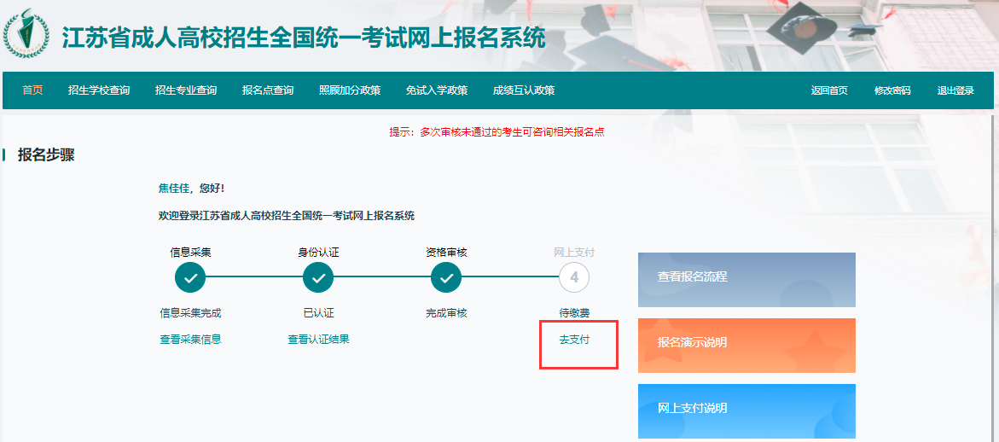 江苏省成人高校招生全国统一考试网上报名系统
首页 招生学校查询 招生专业查询 报名点查询 照顾加分政策 免试入学政策 成绩互认政策 返回首页 修改密码 退出登录
提示：多次审核未通过的考生可咨询相关报名点
报名步骤
焦佳佳，您好！
欢迎登录江苏省成人高校招生全国统一考试网上报名系统
信息采集 身份认证 资格审核 网上支付
4
信息采集完成 已认证 完成审核 待缴费
查看采集信息 查看认证结果 去支付
查看报名流程
报名演示说明
网上支付说明